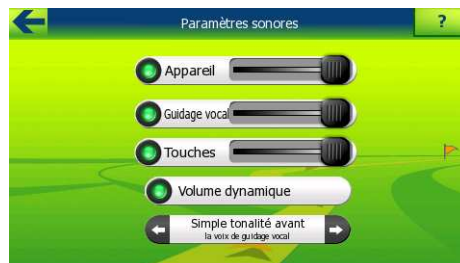 Paramètres sonores
?
Appareil
Guidage vocal
Touches
Volume dynamique
Simple tonalité avant
la voix de guidage vocal